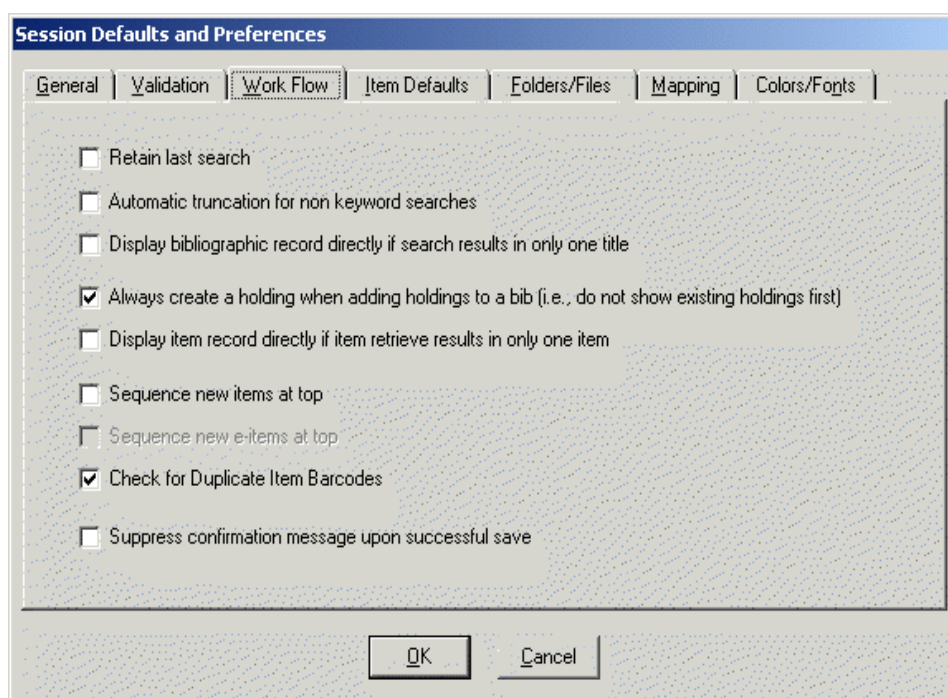 Session Defaults and Preferences
General Validation Work Flow Item Defaults Folders/Files Mapping Colors/Fonts
Retain last search
Automatic truncation for non keyword searches
Display bibliographic record directly if search results in only one title
Always create a holding when adding holdings to a bib (i.e., do not show existing holdings first)
Display item record directly if item retrieve results in only one item
Sequence new items at top
Sequence new e-items at top
Check for Duplicate Item Barcodes
Suppress confirmation message upon successful save
OK Cancel